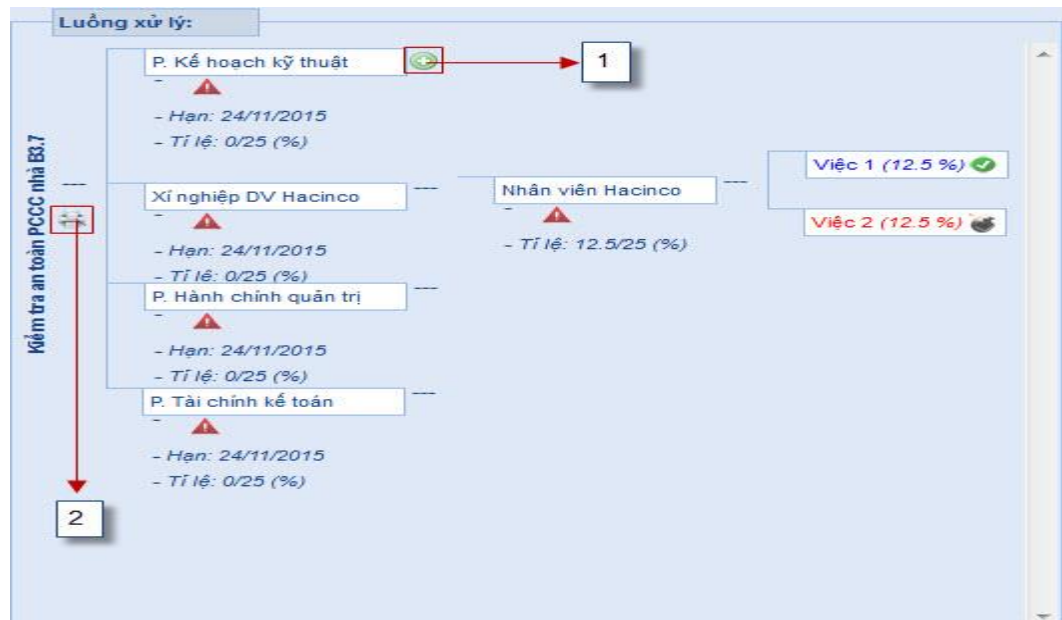 Luồng xử lý:
P. Kế hoạch kỹ thuật
1
- Hạn: 24/11/2015
- Tỉ lệ: 0/25 (%)
Kiểm tra an toàn PCCC nhà B3.7
---
Xí nghiệp DV Hacinco
---
- Hạn: 24/11/2015
- Tỉ lệ: 0/25 (%)
Nhân viên Hacinco
---
- Tỉ lệ: 12.5/25 (%)
Việc 1 (12.5 %)
Việc 2 (12.5 %)
P. Hành chính quản trị
---
- Hạn: 24/11/2015
- Tỉ lệ: 0/25 (%)
P. Tài chính kế toán
---
- Hạn: 24/11/2015
- Tỉ lệ: 0/25 (%)
2